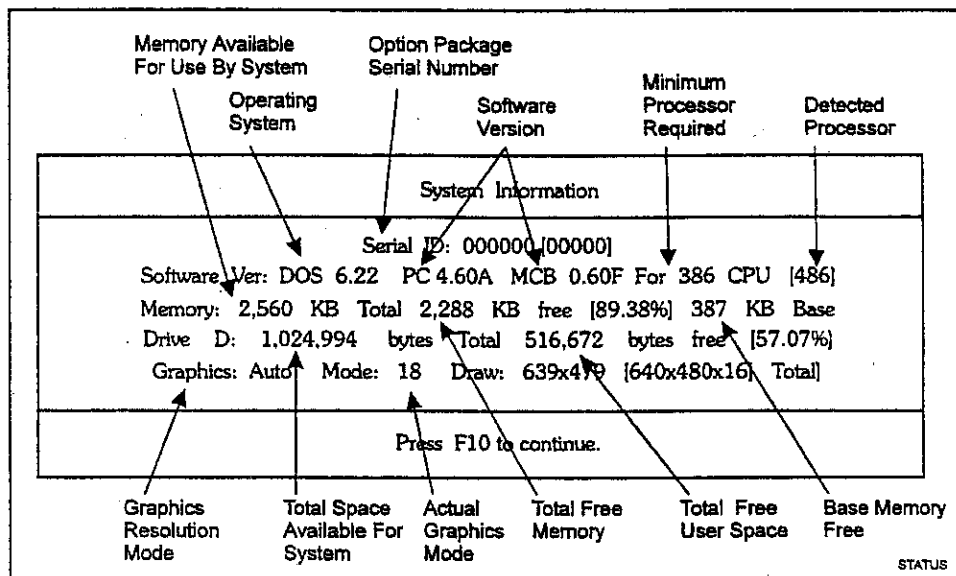 Memory Available
For Use By System
Option Package
Serial Number
Operating
System
Software
Version
Minimum
Processor
Required
Detected
Processor
System Information
Serial ID: 000000 [00000]
Software Ver: DOS 6.22 PC 4.60A MCB 0.60F For 386 CPU [486]
Memory: 2,560 KB Total 2,288 KB free [89.38%] 387 KB Base
Drive D: 1,024,994 bytes Total 516,672 bytes free [57.07%]
Graphics: Auto Mode: 18 Draw: 639x479 [640x480x16] Total]
Press F10 to continue.
Graphics
Resolution
Mode
Total Space
Available For
System
Actual
Graphics
Mode
Total Free
Memory
Total Free
User Space
Base Memory
Free
STATUS